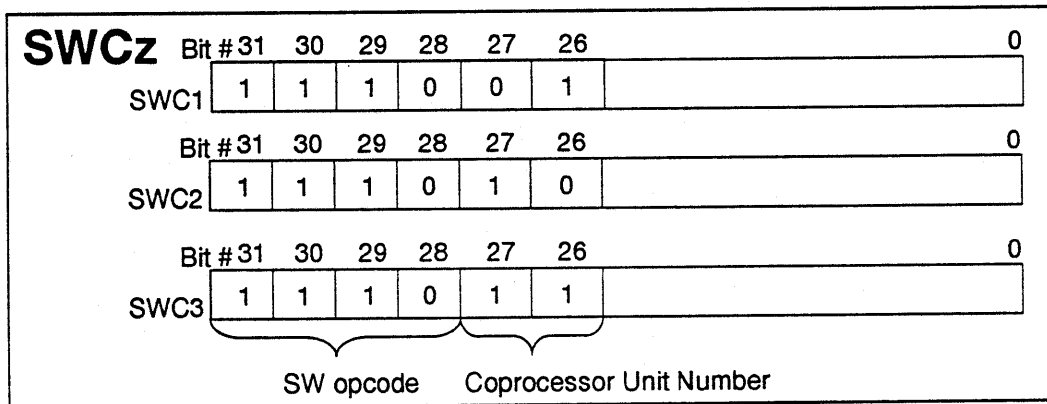 SWCz Bit # 31 30 29 28 27 26 0
SWC1 1 1 1 0 0 1
Bit # 31 30 29 28 27 26 0
SWC2 1 1 1 0 1 0
Bit # 31 30 29 28 27 26 0
SWC3 1 1 1 0 1 1
SW opcode Coprocessor Unit Number